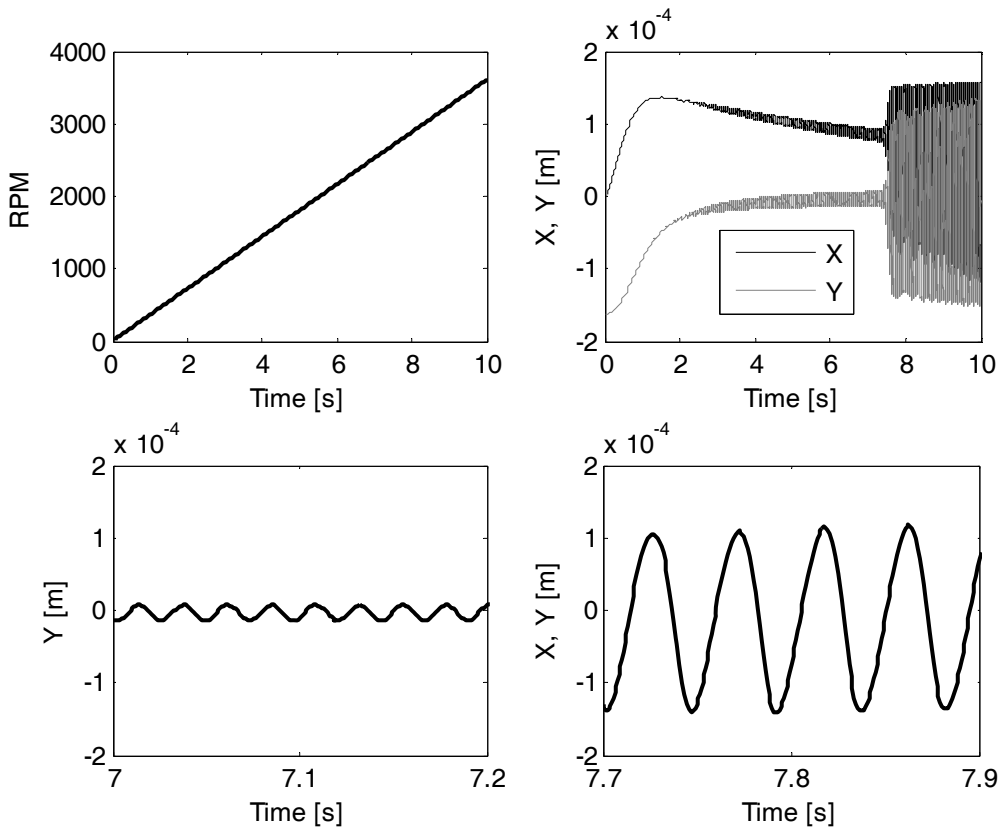 4000
3000
2000
1000
0
RPM
0 2 4 6 8 10
Time [s]
x 10-4
2
1
0
-1
-2
X, Y [m]
X
Y
0 2 4 6 8 10
Time [s]
x 10-4
2
1
0
-1
-2
Y [m]
7 7.1 7.2
Time [s]
x 10-4
2
1
0
-1
-2
X, Y [m]
7.7 7.8 7.9
Time [s]